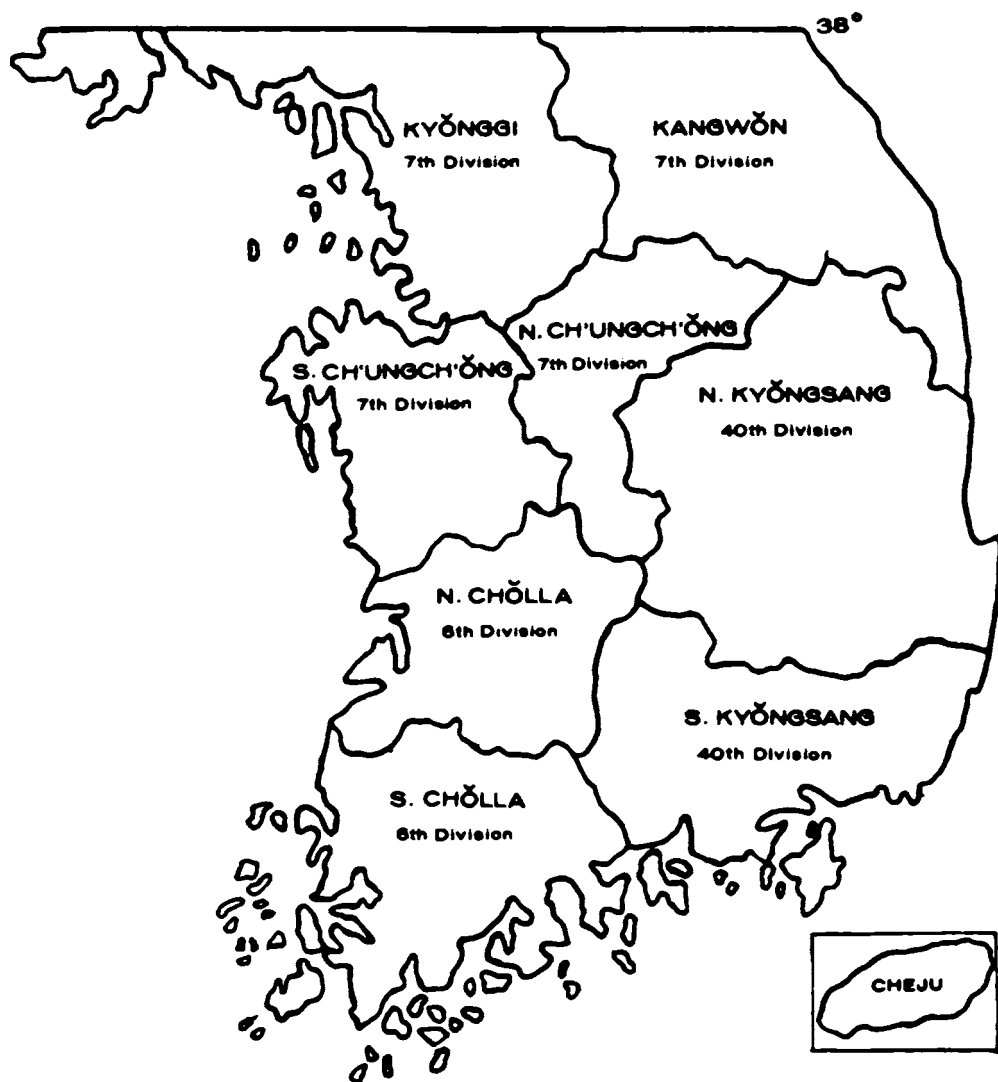 38°
KYŎNGGI
7th Division
KANGWŎN
7th Division
N. CH'UNGCH'ŎNG
7th Division
S. CH'UNGCH'ŎNG
7th Division
N. KYŎNGSANG
40th Division
N. CHŎLLA
6th Division
S. KYŎNGSANG
40th Division
S. CHŎLLA
6th Division
CHEJU